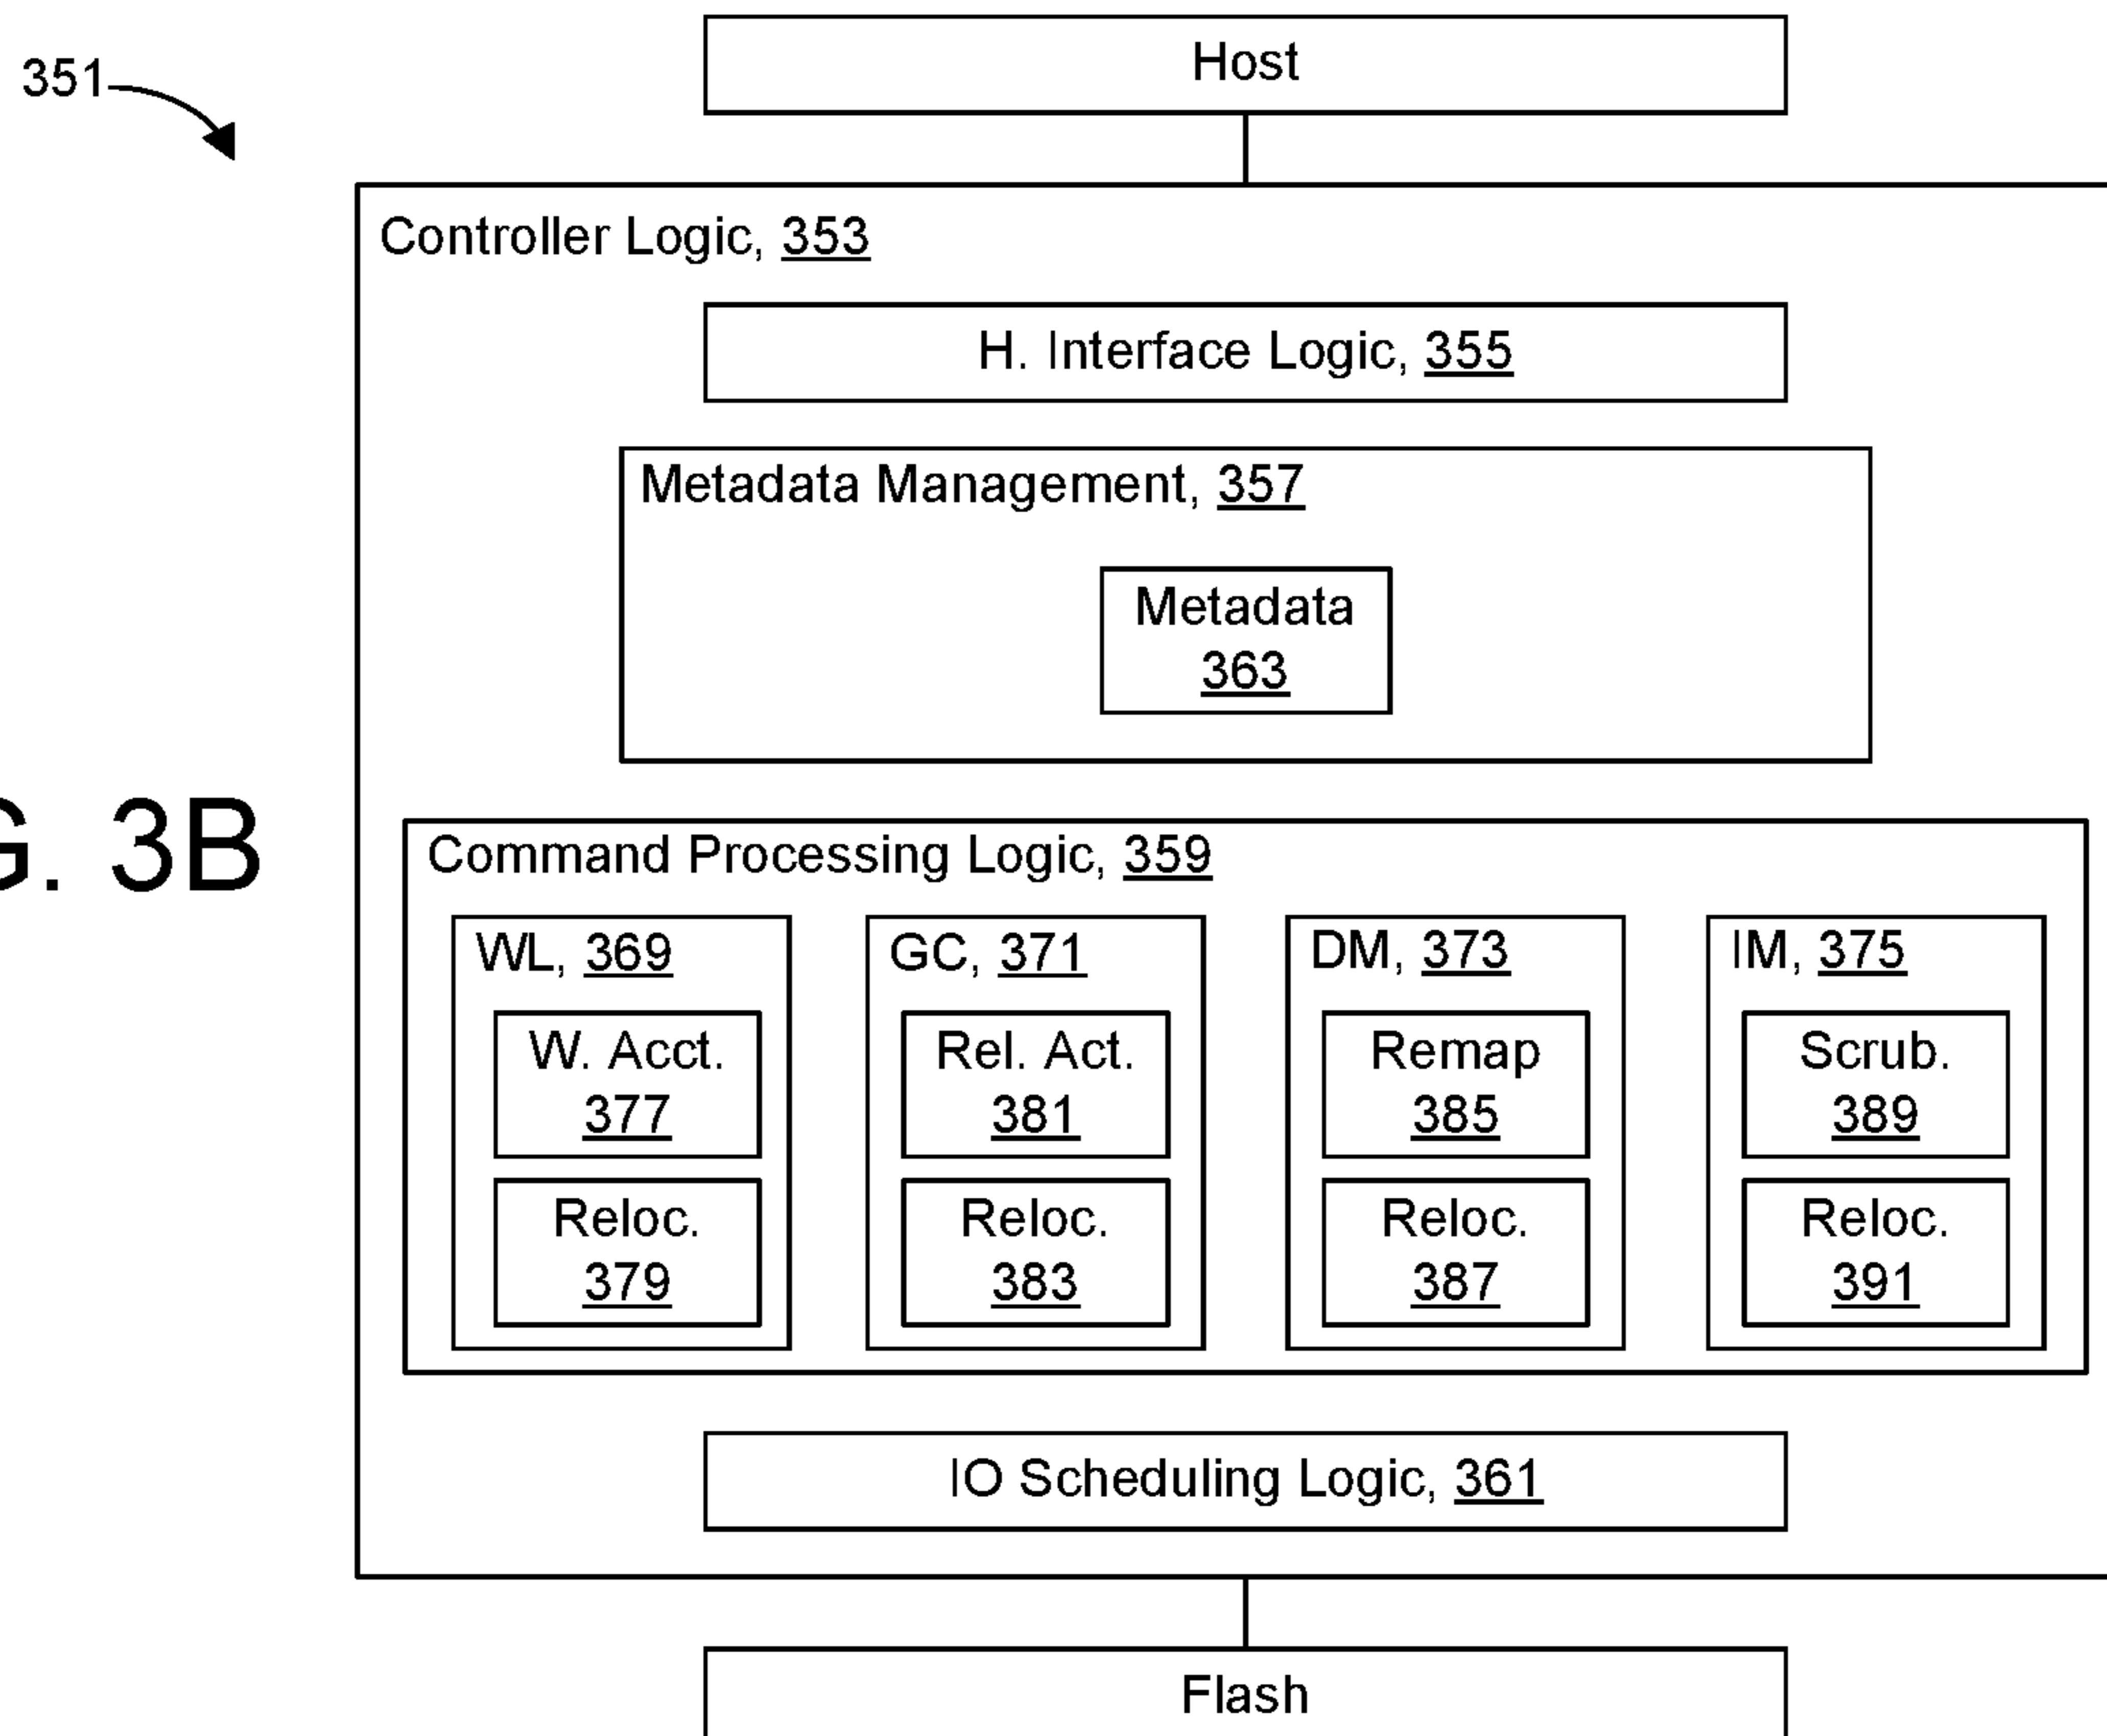 351
Host
Controller Logic, 353
H. Interface Logic, 355
Metadata Management, 357
Metadata
363
G. 3B
Command Processing Logic, 359
WL, 369
W. Acct.
377
Reloc.
379
GC, 371
Rel. Act.
381
Reloc.
383
DM, 373
Remap
385
Reloc.
387
IM, 375
Scrub.
389
Reloc.
391
IO Scheduling Logic, 361
Flash